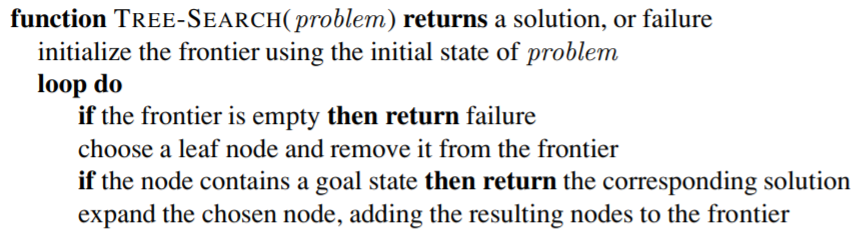 function TREE-SEARCH(problem) returns a solution, or failure
initialize the frontier using the initial state of problem
loop do
if the frontier is empty then return failure
choose a leaf node and remove it from the frontier
if the node contains a goal state then return the corresponding solution
expand the chosen node, adding the resulting nodes to the frontier